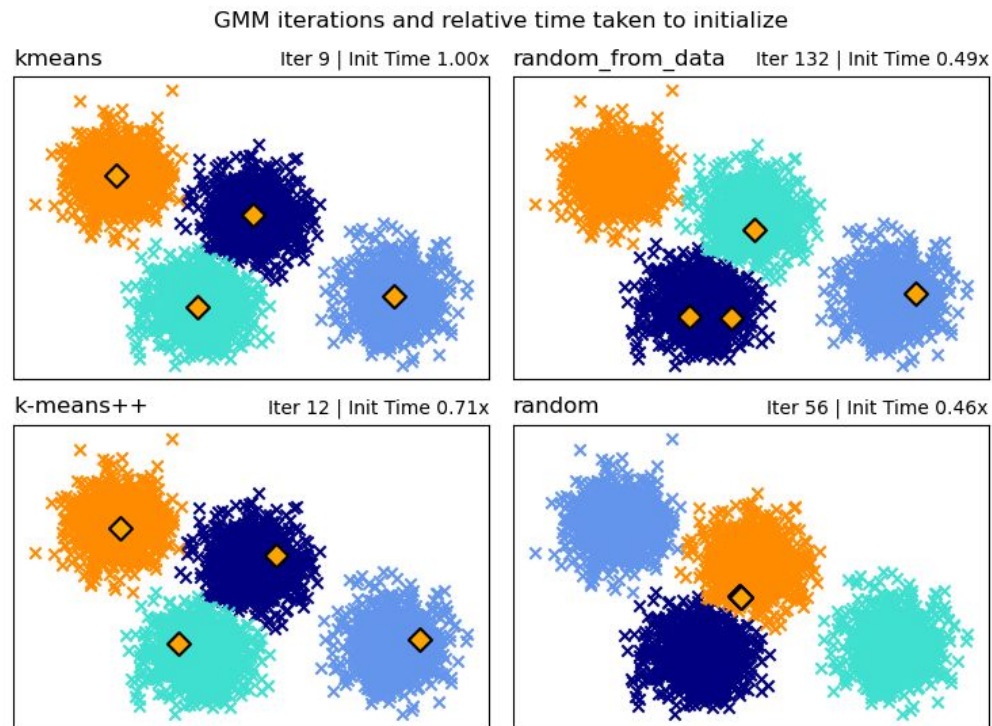 GMM iterations and relative time taken to initialize
kmeans Iter 9 | Init Time 1.00x
random_from_data Iter 132 | Init Time 0.49x
k-means++ Iter 12 | Init Time 0.71x
random Iter 56 | Init Time 0.46x